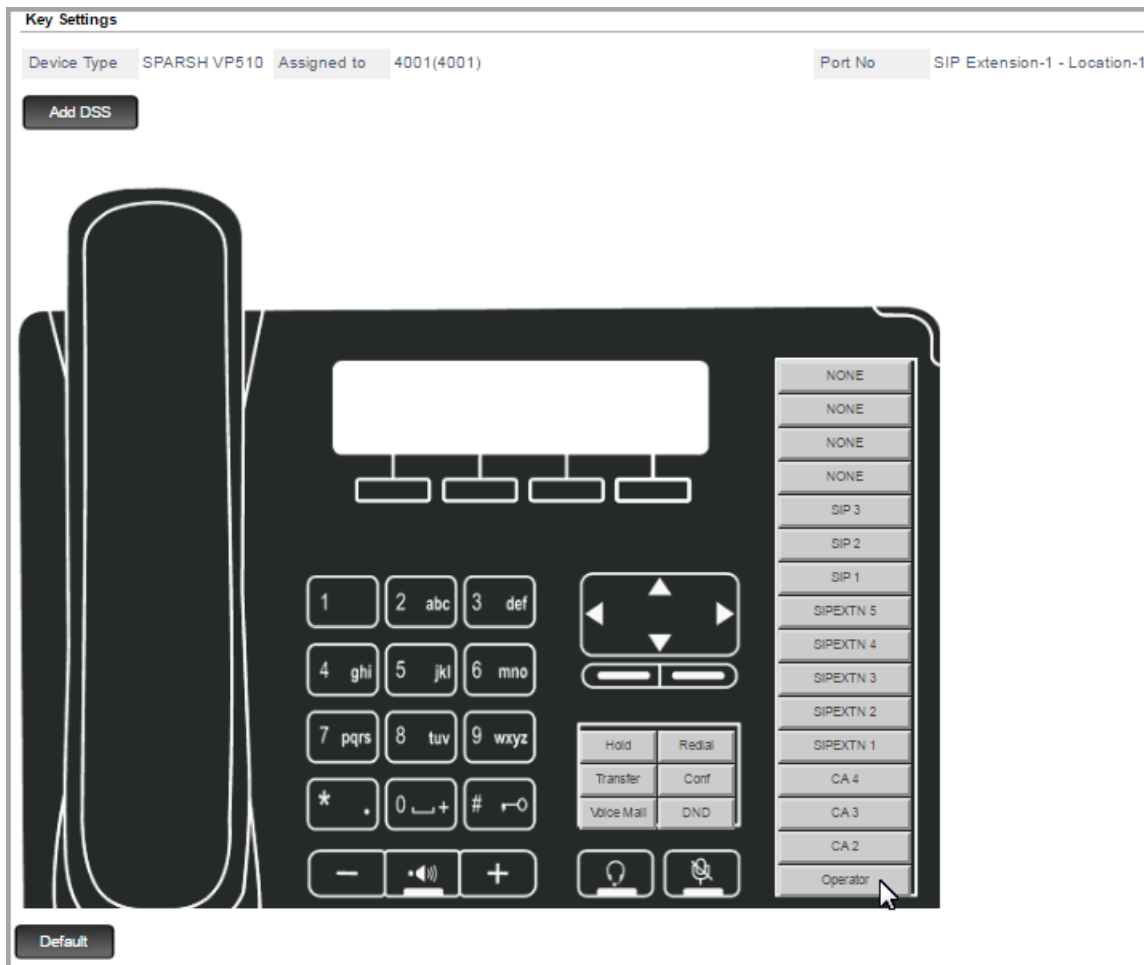 Key Settings
Device Type SPARSH VP510 Assigned to 4001(4001) Port No SIP Extension-1 - Location-1
Add DSS
NONE
NONE
NONE
NONE
SIP 3
SIP 2
SIP 1
SIPEXTN 5
SIPEXTN 4
SIPEXTN 3
SIPEXTN 2
SIPEXTN 1
CA 4
CA 3
CA 2
Operator
1 2 abc 3 def
4 ghi 5 jkl 6 mno
7 pqrs 8 tuv 9 wxyz
* . 0 + #
Hold Redial
Transfer Conf
Voice Mail DND
− +
Default